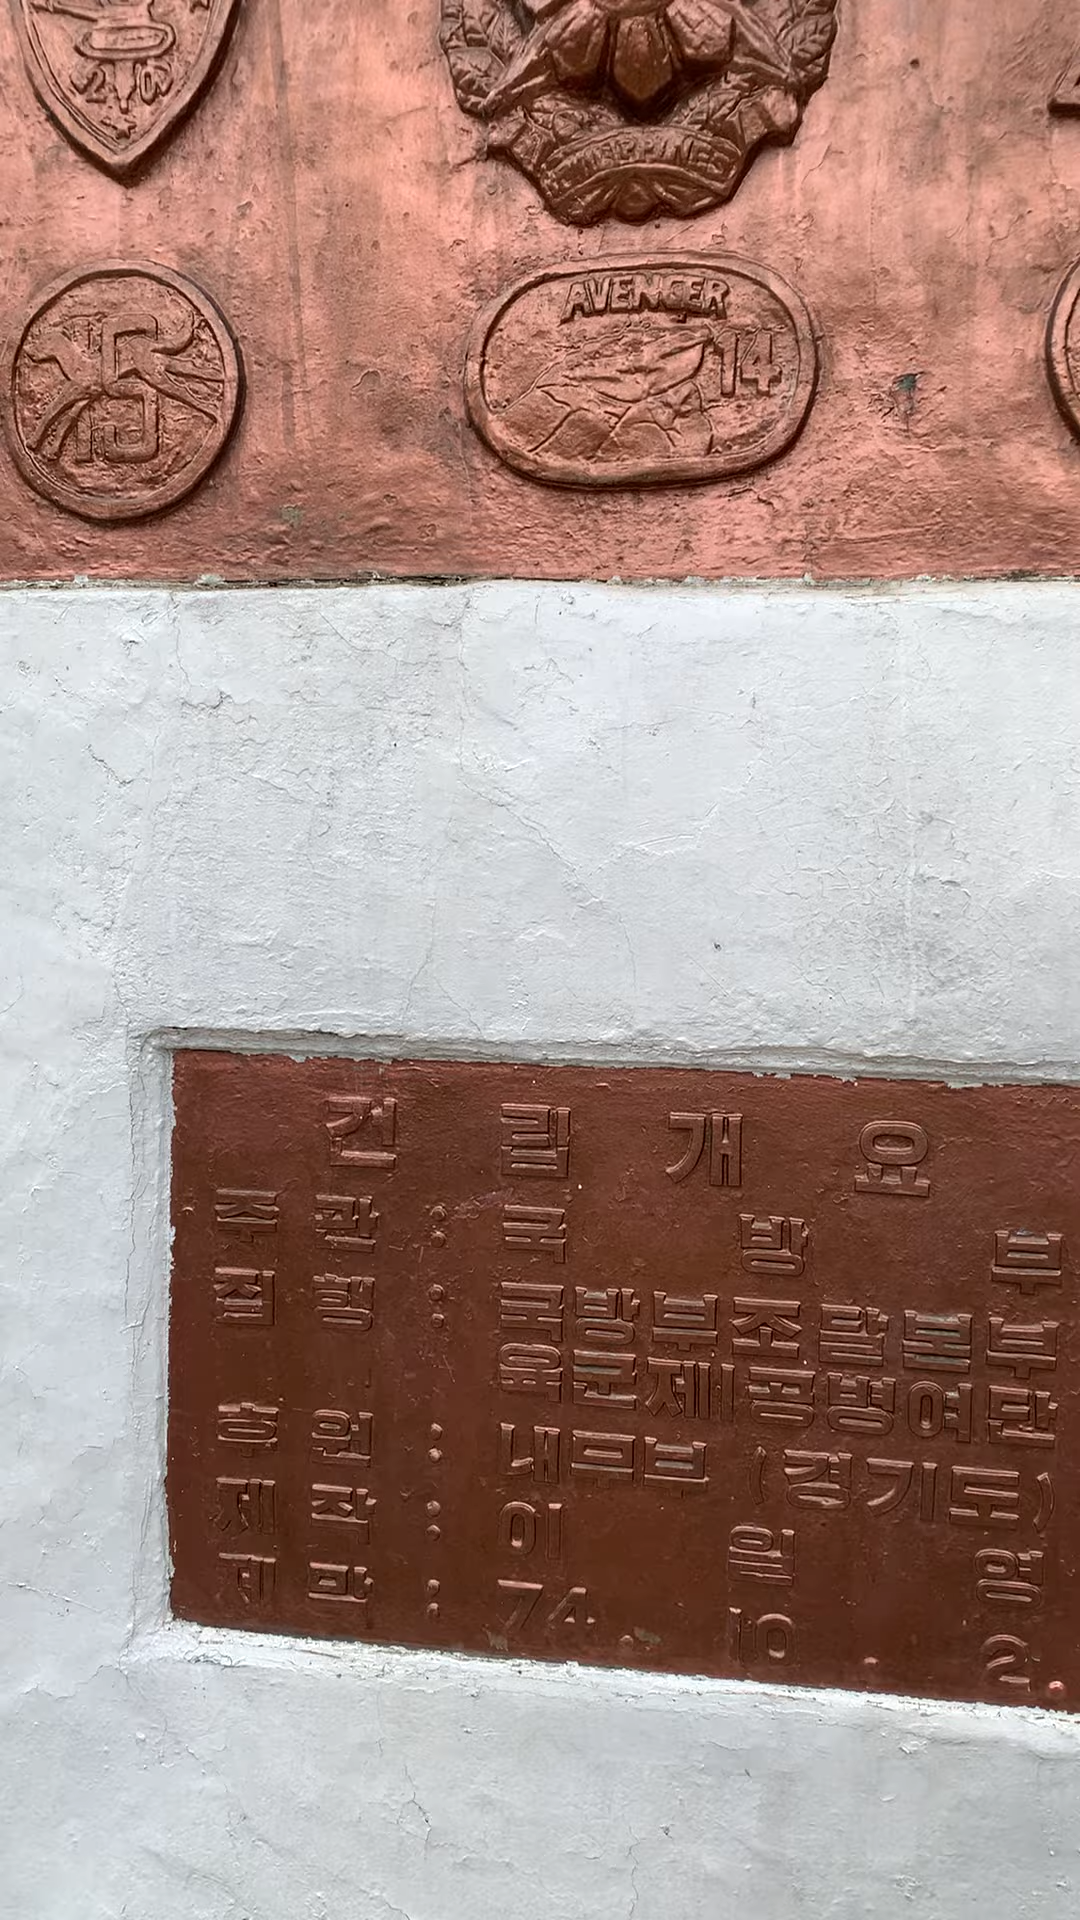 PHILIPPINES
AVENGER
14
건 립 개 요
주 관 : 국 방 부
집 행 : 국방부조달본부
육군제1공병여단
후 원 : 내무부 (경기도)
제 작 : 이 일 영
제 막 : 74. 10. 2.